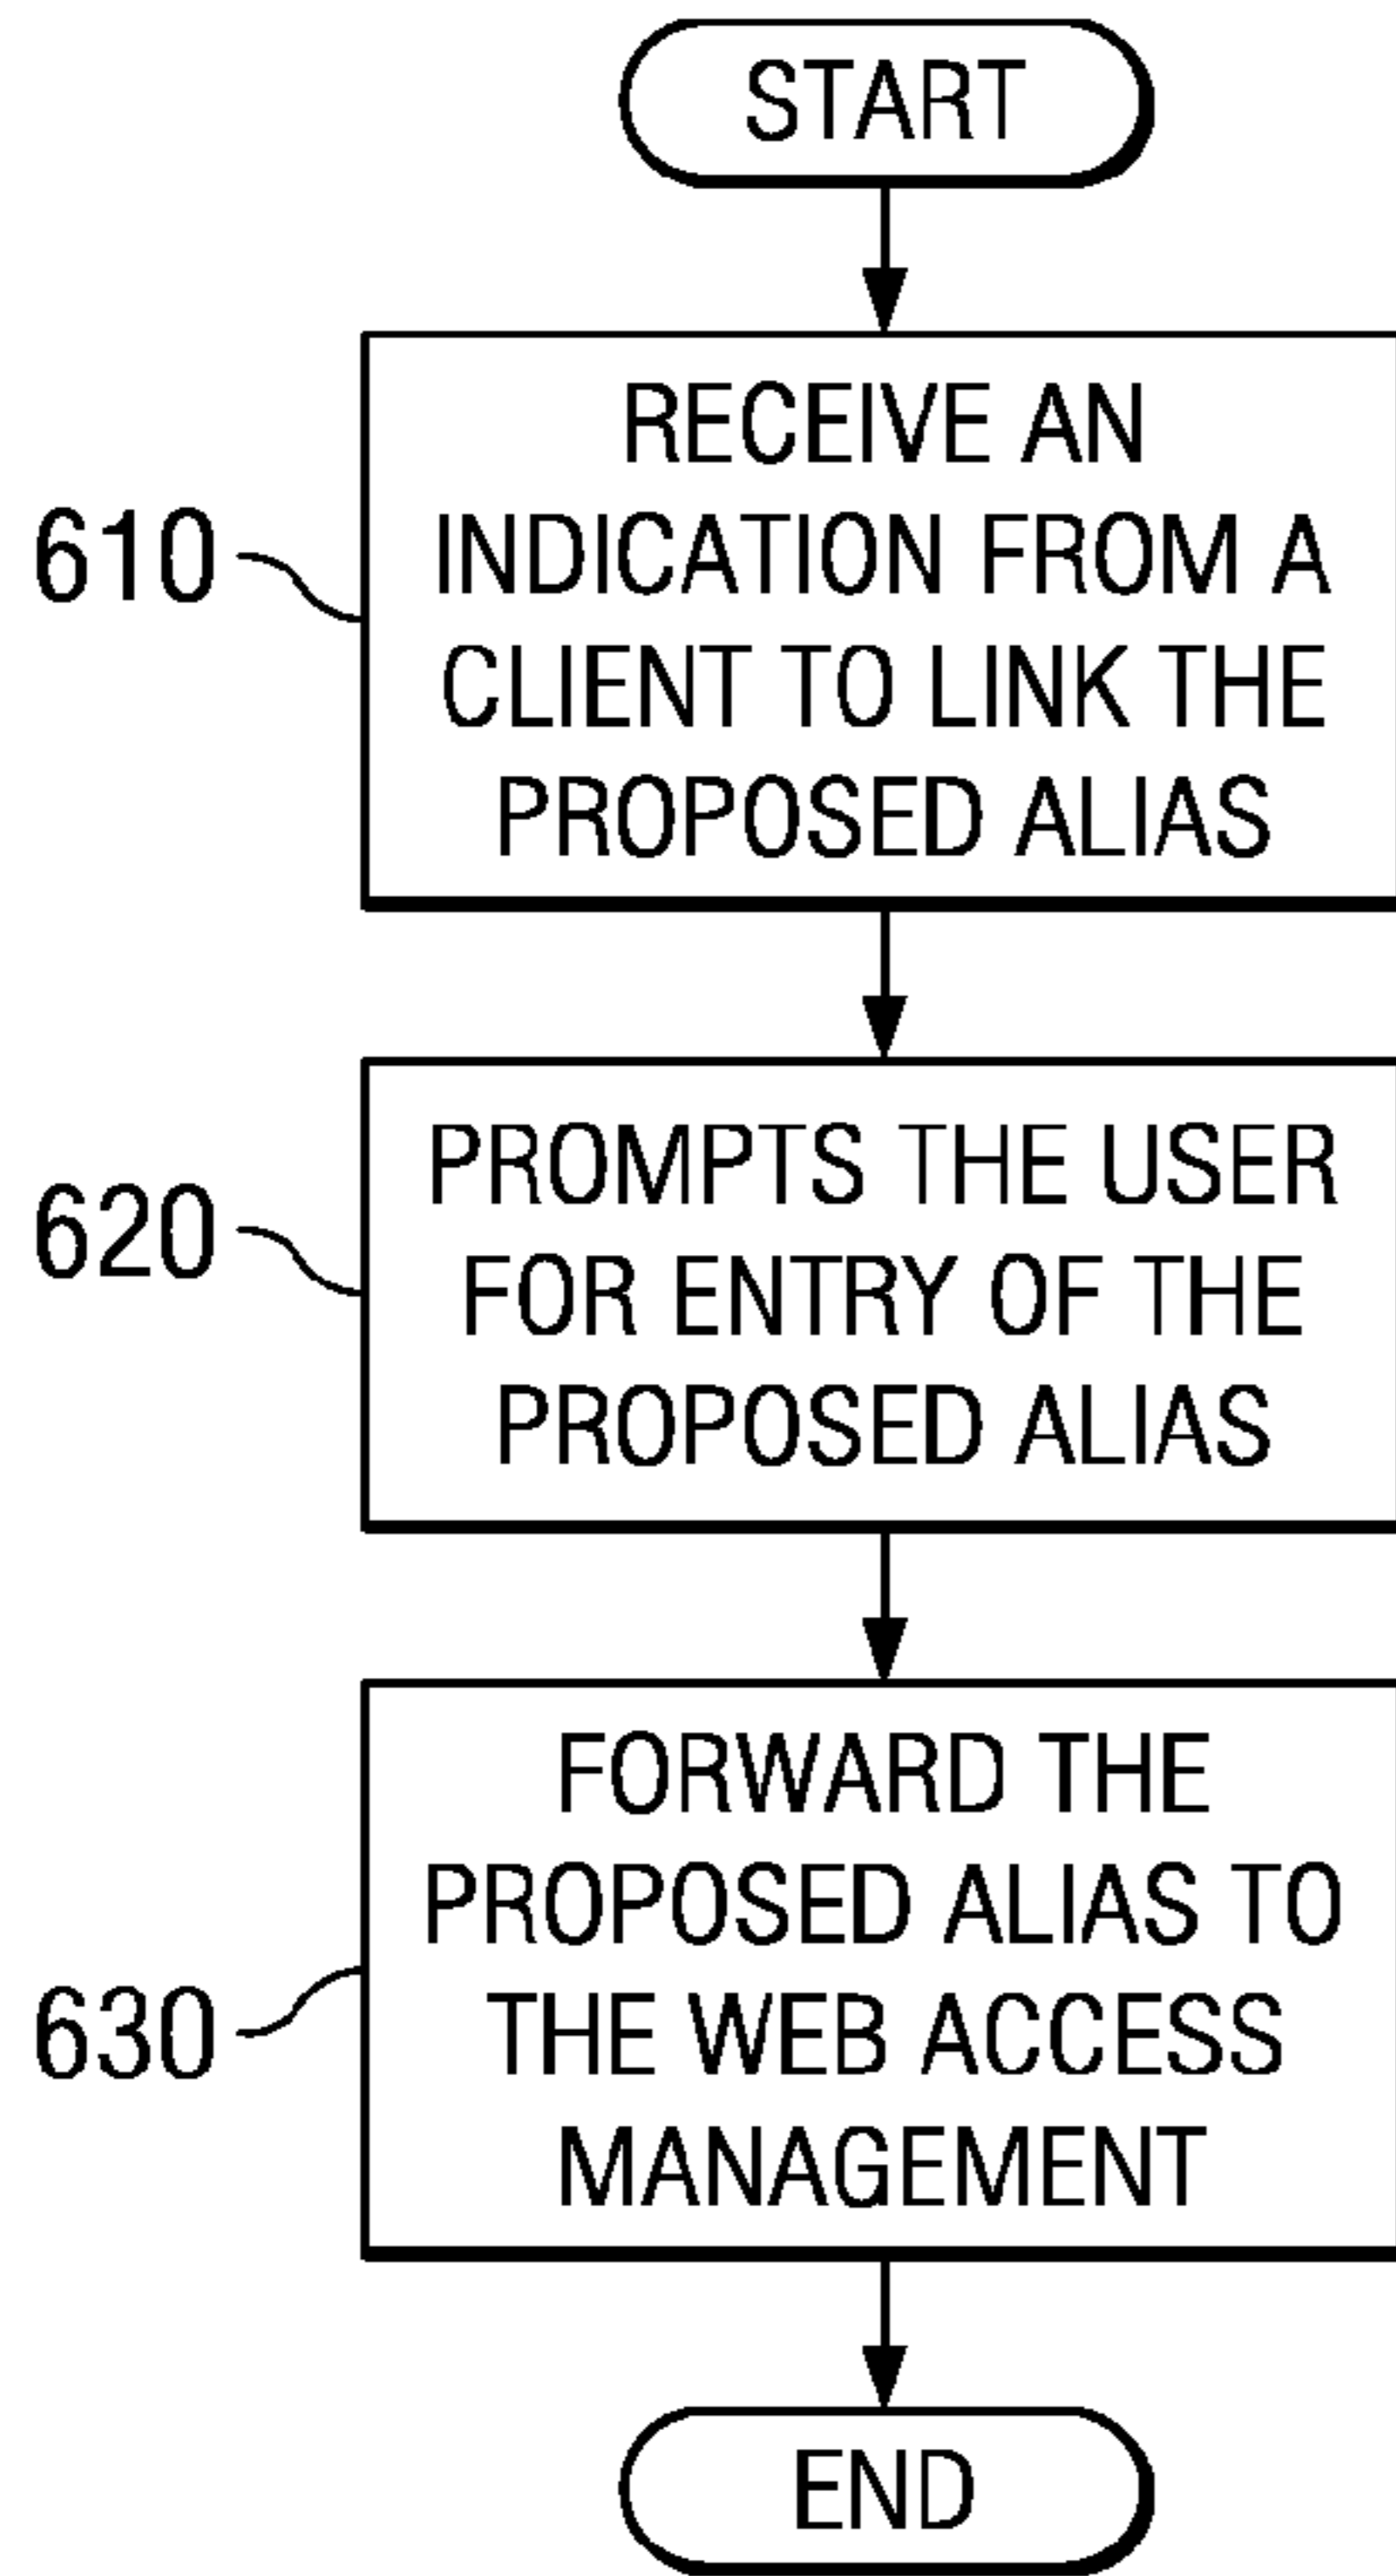 START
610
RECEIVE AN
INDICATION FROM A
CLIENT TO LINK THE
PROPOSED ALIAS
620
PROMPTS THE USER
FOR ENTRY OF THE
PROPOSED ALIAS
630
FORWARD THE
PROPOSED ALIAS TO
THE WEB ACCESS
MANAGEMENT
END